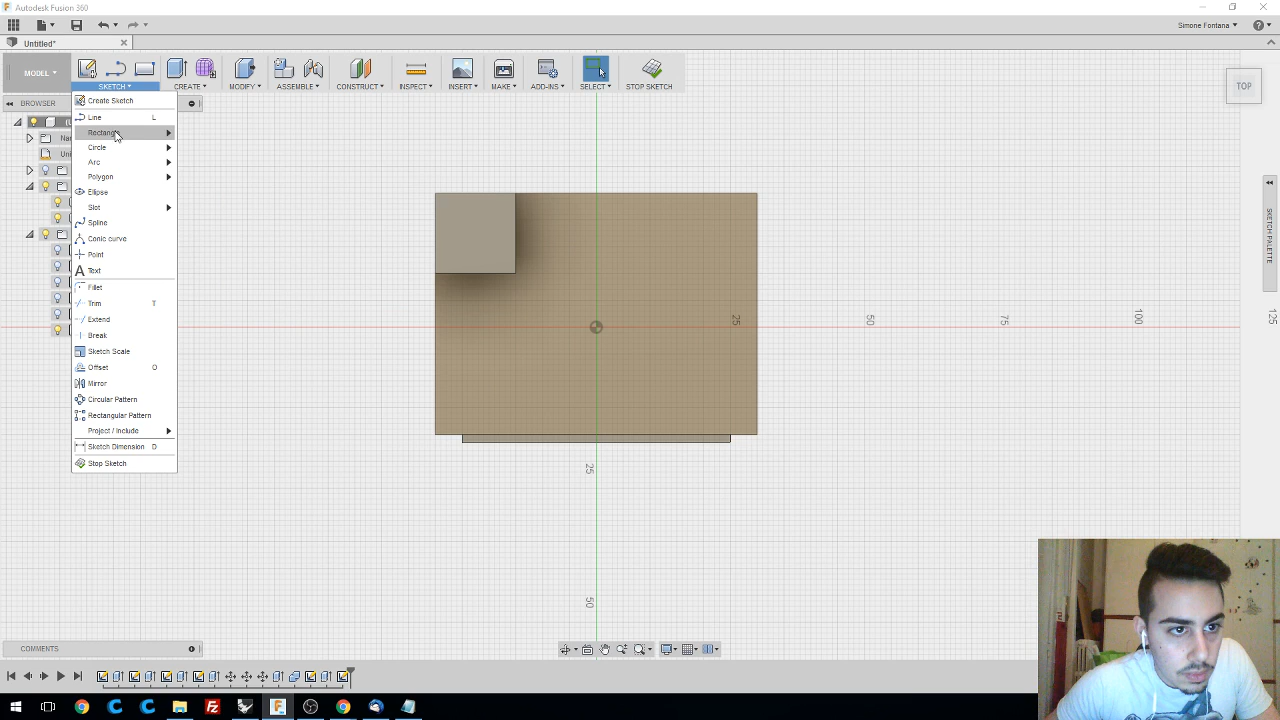 Autodesk Fusion 360
Simone Fontana
Untitled*
MODEL
SKETCH
CREATE
MODIFY
ASSEMBLE
CONSTRUCT
INSPECT
INSERT
ADD-INS
SELECT
STOP SKETCH
TOP
BROWSER
Create Sketch
Line L
Circle
Arc
Polygon
Ellipse
Slot
Spline
Conic curve
Point
Text
Fillet
Trim T
Extend
Break
Sketch Scale
Offset O
Mirror
Circular Pattern
Rectangular Pattern
Project / Include
Sketch Dimension D
Stop Sketch
SKETCH PALETTE
25
50
75
100
125
25
50
COMMENTS